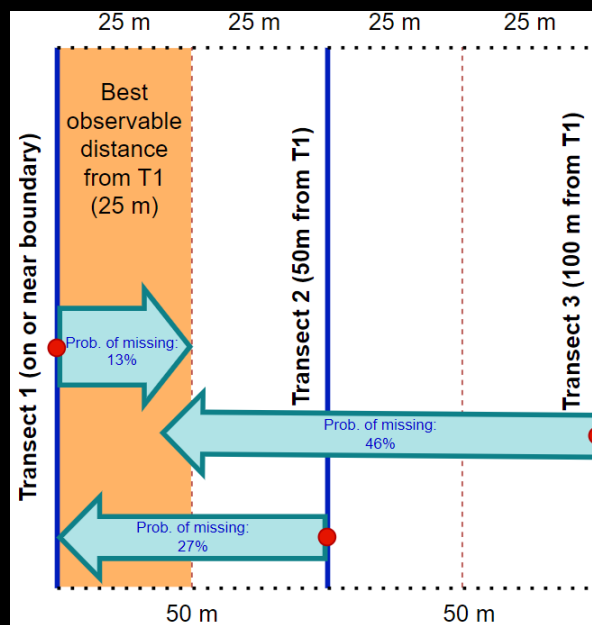 25 m
25 m
25 m
25 m
Best
observable
distance
from T1
(25 m)
Transect 1 (on or near boundary)
Transect 2 (50m from T1)
Transect 3 (100 m from T1)
Prob. of missing:
13%
Prob. of missing:
46%
Prob. of missing:
27%
50 m
50 m